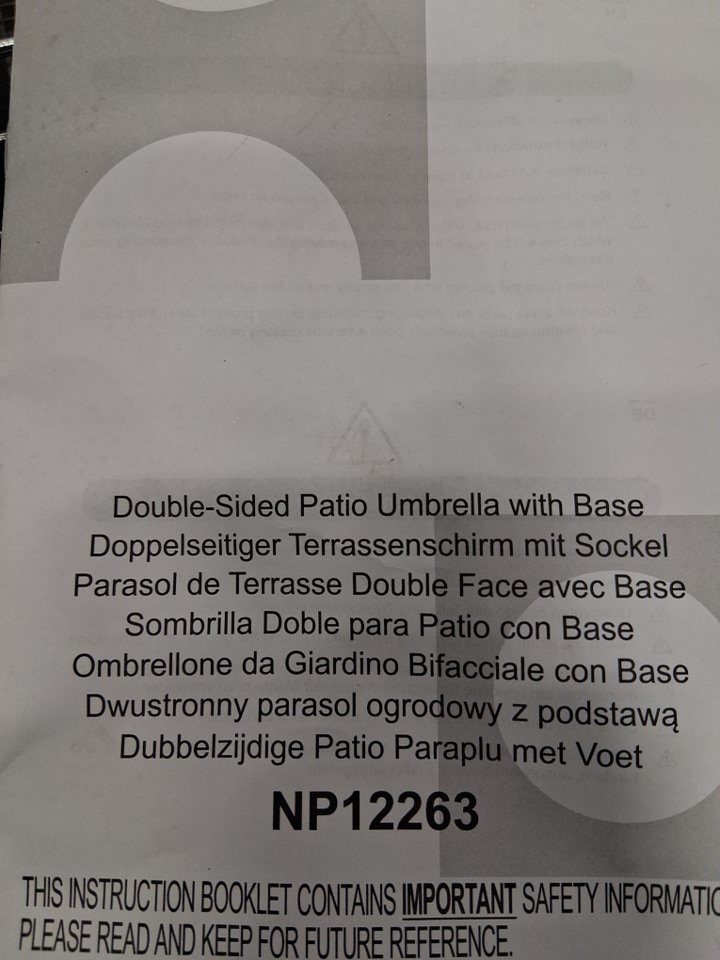 Double-Sided Patio Umbrella with Base
Doppelseitiger Terrassenschirm mit Sockel
Parasol de Terrasse Double Face avec Base
Sombrilla Doble para Patio con Base
Ombrellone da Giardino Bifacciale con Base
Dwustronny parasol ogrodowy z podstawą
Dubbelzijdige Patio Paraplu met Voet
NP12263
THIS INSTRUCTION BOOKLET CONTAINS IMPORTANT SAFETY
PLEASE READ AND KEEP FOR FUTURE REFERENCE.